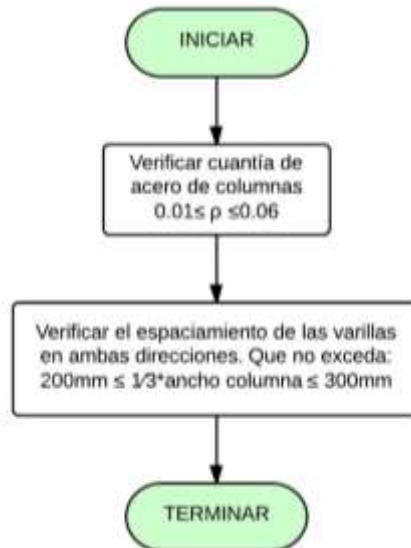 INICIAR
Verificar cuantía de
acero de columnas
0.01≤ ρ ≤0.06
Verificar el espaciamiento de las varillas
en ambas direcciones. Que no exceda:
200mm ≤ 1/3*ancho columna ≤ 300mm
TERMINAR